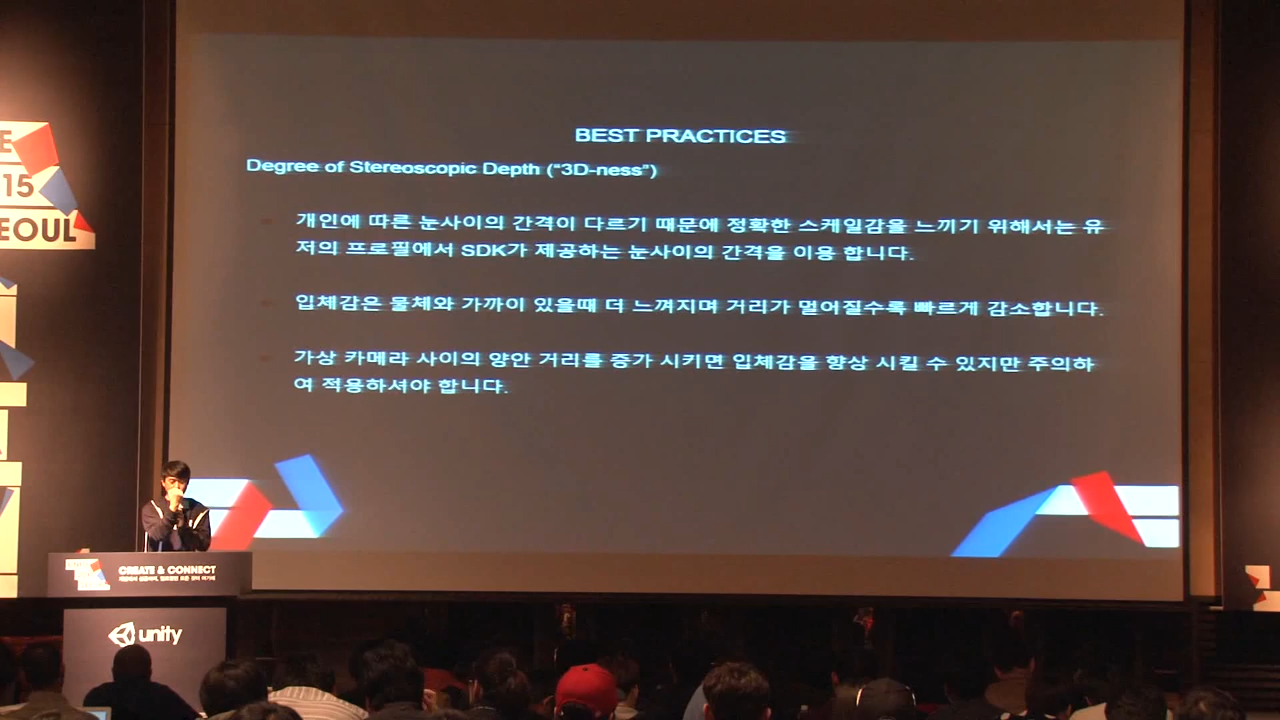 BEST PRACTICES
Degree of Stereoscopic Depth (“3D-ness”)
개인에 따른 눈사이의 간격이 다르기 때문에 정확한 스케일감을 느끼기 위해서는 유
저의 프로필에서 SDK가 제공하는 눈사이의 간격을 이용 합니다.
입체감은 물체와 가까이 있을때 더 느껴지며 거리가 멀어질수록 빠르게 감소합니다.
가상 카메라 사이의 양안 거리를 증가 시키면 입체감을 향상 시킬 수 있지만 주의하
여 적용하셔야 합니다.
E
15
EOUL
CREATE & CONNECT
unity